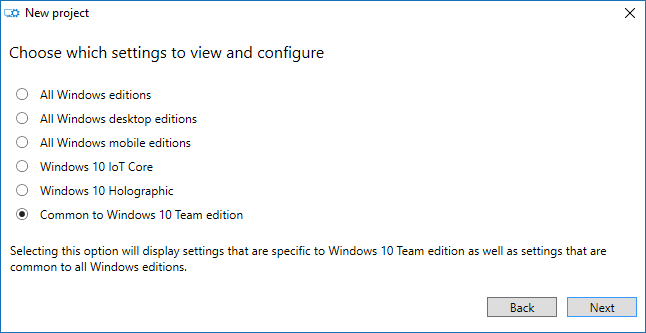 New project
Choose which settings to view and configure
All Windows editions
All Windows desktop editions
All Windows mobile editions
Windows 10 IoT Core
Windows 10 Holographic
Common to Windows 10 Team edition
Selecting this option will display settings that are specific to Windows 10 Team edition as well as settings that are
common to all Windows editions.
Back
Next